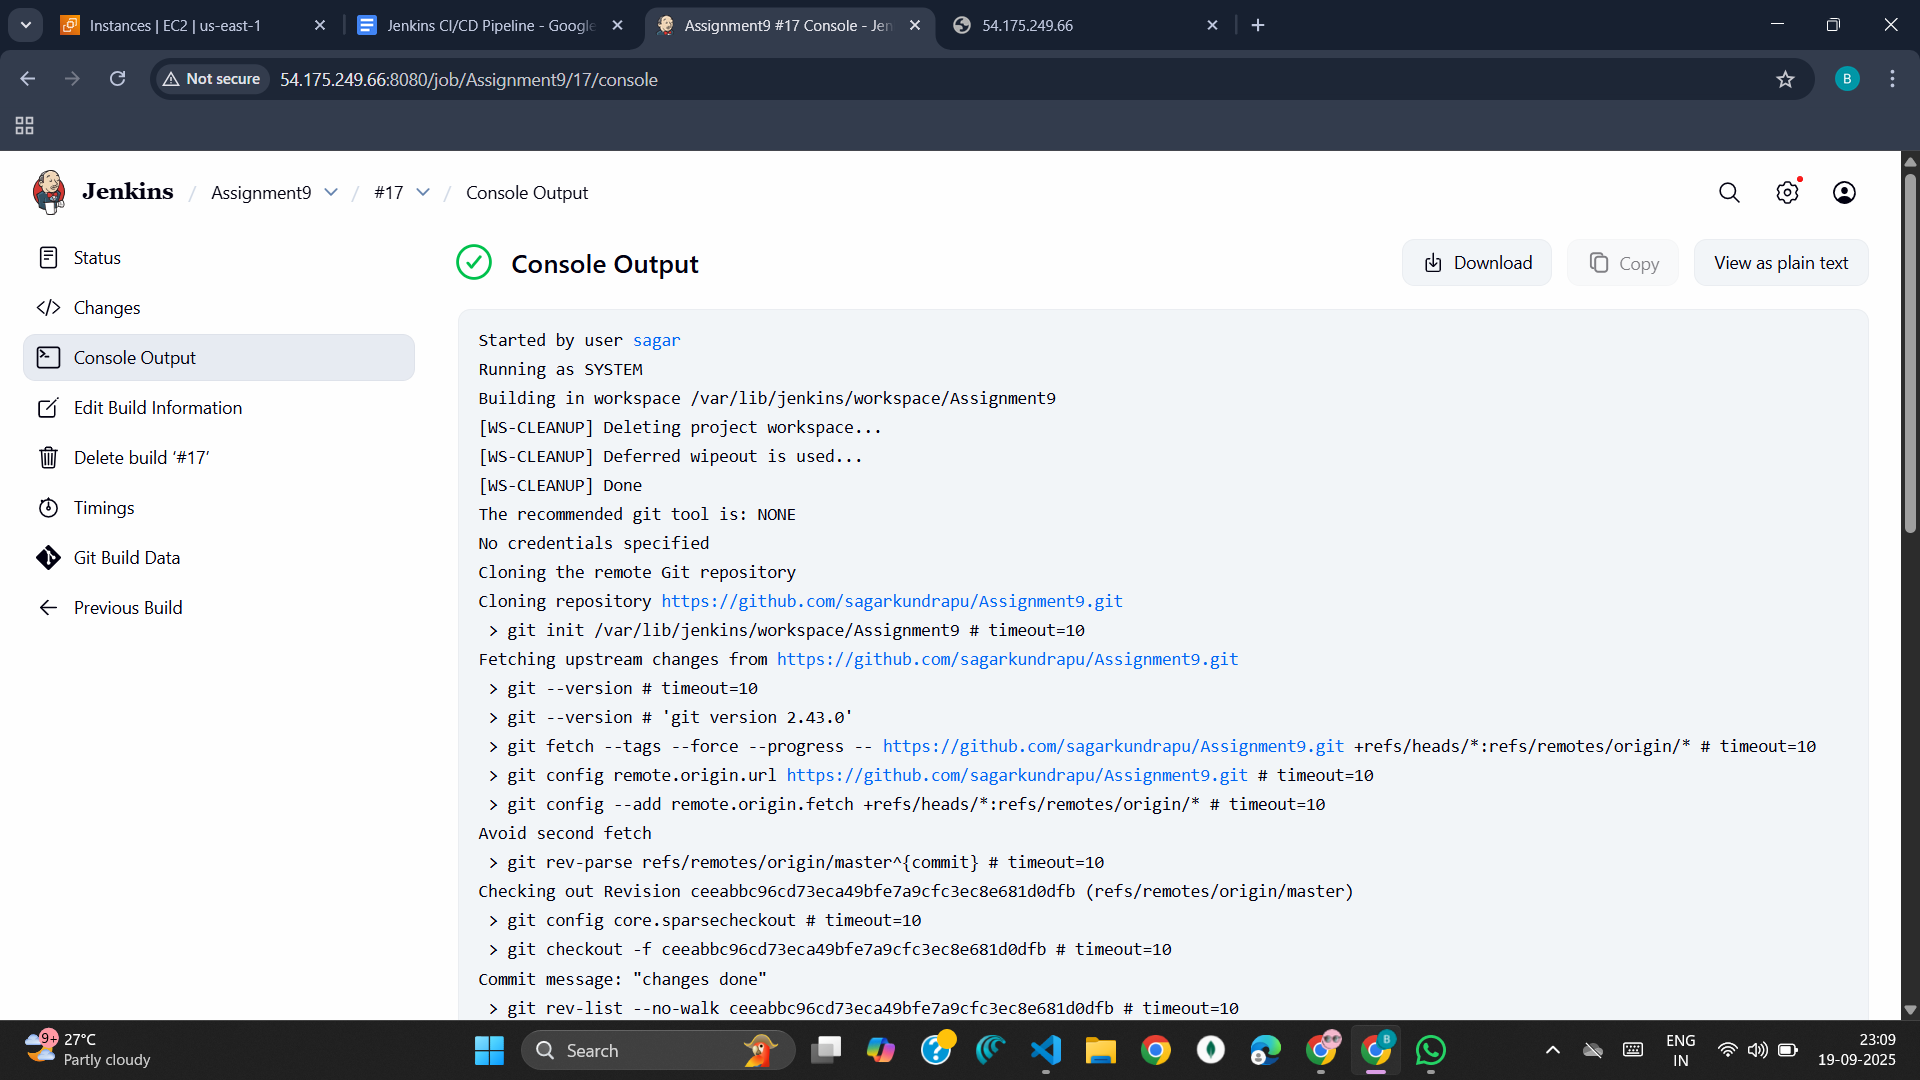 Instances | EC2 | us-east-1
Jenkins CI/CD Pipeline - Google
Assignment9 #17 Console - Jen
54.175.249.66
Not secure
54.175.249.66:8080/job/Assignment9/17/console
B
Jenkins / Assignment9 / #17 / Console Output
Status
Changes
Console Output
Edit Build Information
Delete build ‘#17’
Timings
Git Build Data
Previous Build
Console Output
Download
Copy
View as plain text
Started by user sagar
Running as SYSTEM
Building in workspace /var/lib/jenkins/workspace/Assignment9
[WS-CLEANUP] Deleting project workspace...
[WS-CLEANUP] Deferred wipeout is used...
[WS-CLEANUP] Done
The recommended git tool is: NONE
No credentials specified
Cloning the remote Git repository
Cloning repository https://github.com/sagarkundrapu/Assignment9.git
> git init /var/lib/jenkins/workspace/Assignment9 # timeout=10
Fetching upstream changes from https://github.com/sagarkundrapu/Assignment9.git
> git --version # timeout=10
> git --version # 'git version 2.43.0'
> git fetch --tags --force --progress -- https://github.com/sagarkundrapu/Assignment9.git +refs/heads/*:refs/remotes/origin/* # timeout=10
> git config remote.origin.url https://github.com/sagarkundrapu/Assignment9.git # timeout=10
> git config --add remote.origin.fetch +refs/heads/*:refs/remotes/origin/* # timeout=10
Avoid second fetch
> git rev-parse refs/remotes/origin/master^{commit} # timeout=10
Checking out Revision ceeabbc96cd73eca49bfe7a9cfc3ec8e681d0dfb (refs/remotes/origin/master)
> git config core.sparsecheckout # timeout=10
> git checkout -f ceeabbc96cd73eca49bfe7a9cfc3ec8e681d0dfb # timeout=10
Commit message: "changes done"
> git rev-list --no-walk ceeabbc96cd73eca49bfe7a9cfc3ec8e681d0dfb # timeout=10
9+
27°C
Partly cloudy
Search
B
ENG
IN
23:09
19-09-2025